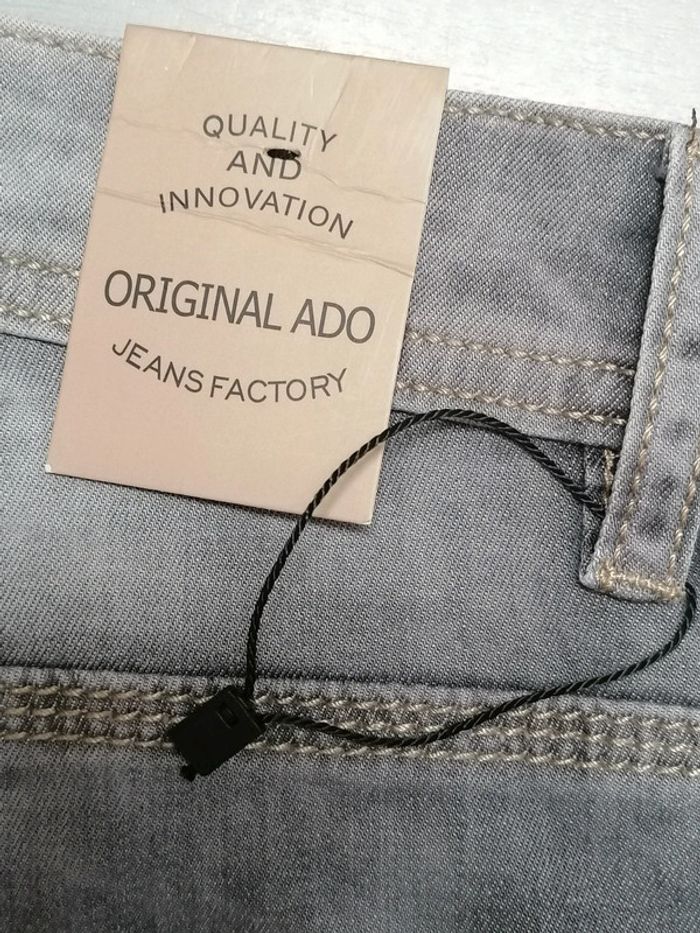 QUALITY
AND
INNOVATION
ORIGINAL ADO
JEANS FACTORY